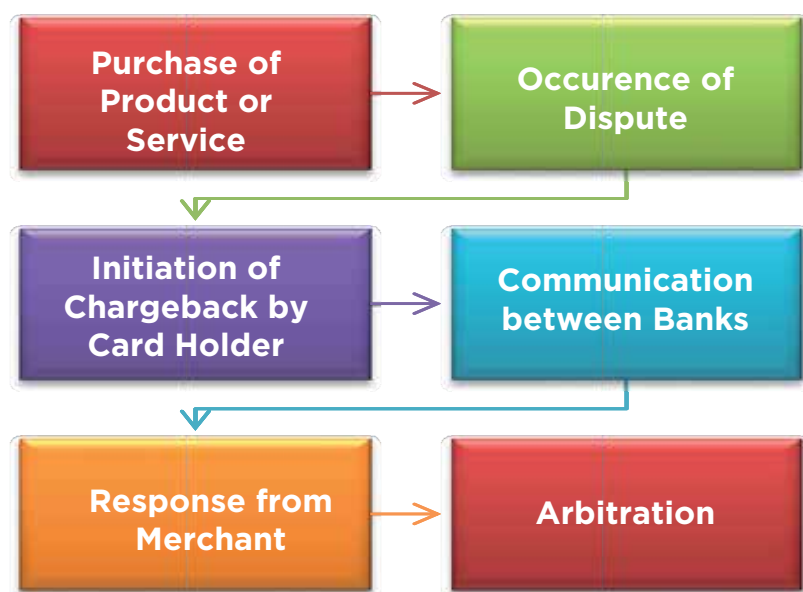 Purchase of
Product or
Service
Occurence of
Dispute
Initiation of
Chargeback by
Card Holder
Communication
between Banks
Response from
Merchant
Arbitration